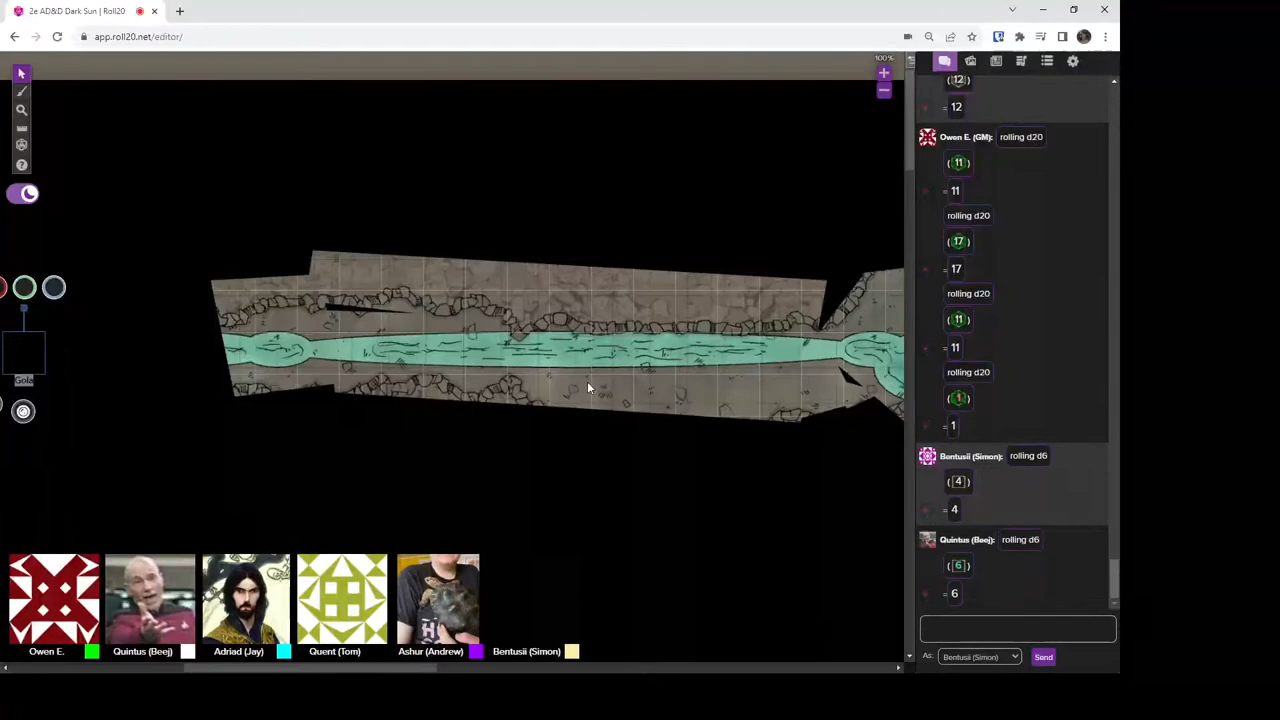 2e AD&D Dark Sun | Roll20
app.roll20.net/editor/
100%
12
= 12
Owen E. (GM): rolling d20
(11)
= 11
rolling d20
(17)
= 17
rolling d20
(11)
= 11
rolling d20
(1)
= 1
Bentusii (Simon): rolling d6
(4)
= 4
Quintus (Beej): rolling d6
(6)
= 6
Gola
Owen E.
Quintus (Beej)
Adriad (Jay)
Quent (Tom)
Ashur (Andrew)
Bentusii (Simon)
As: Bentusii (Simon) Send